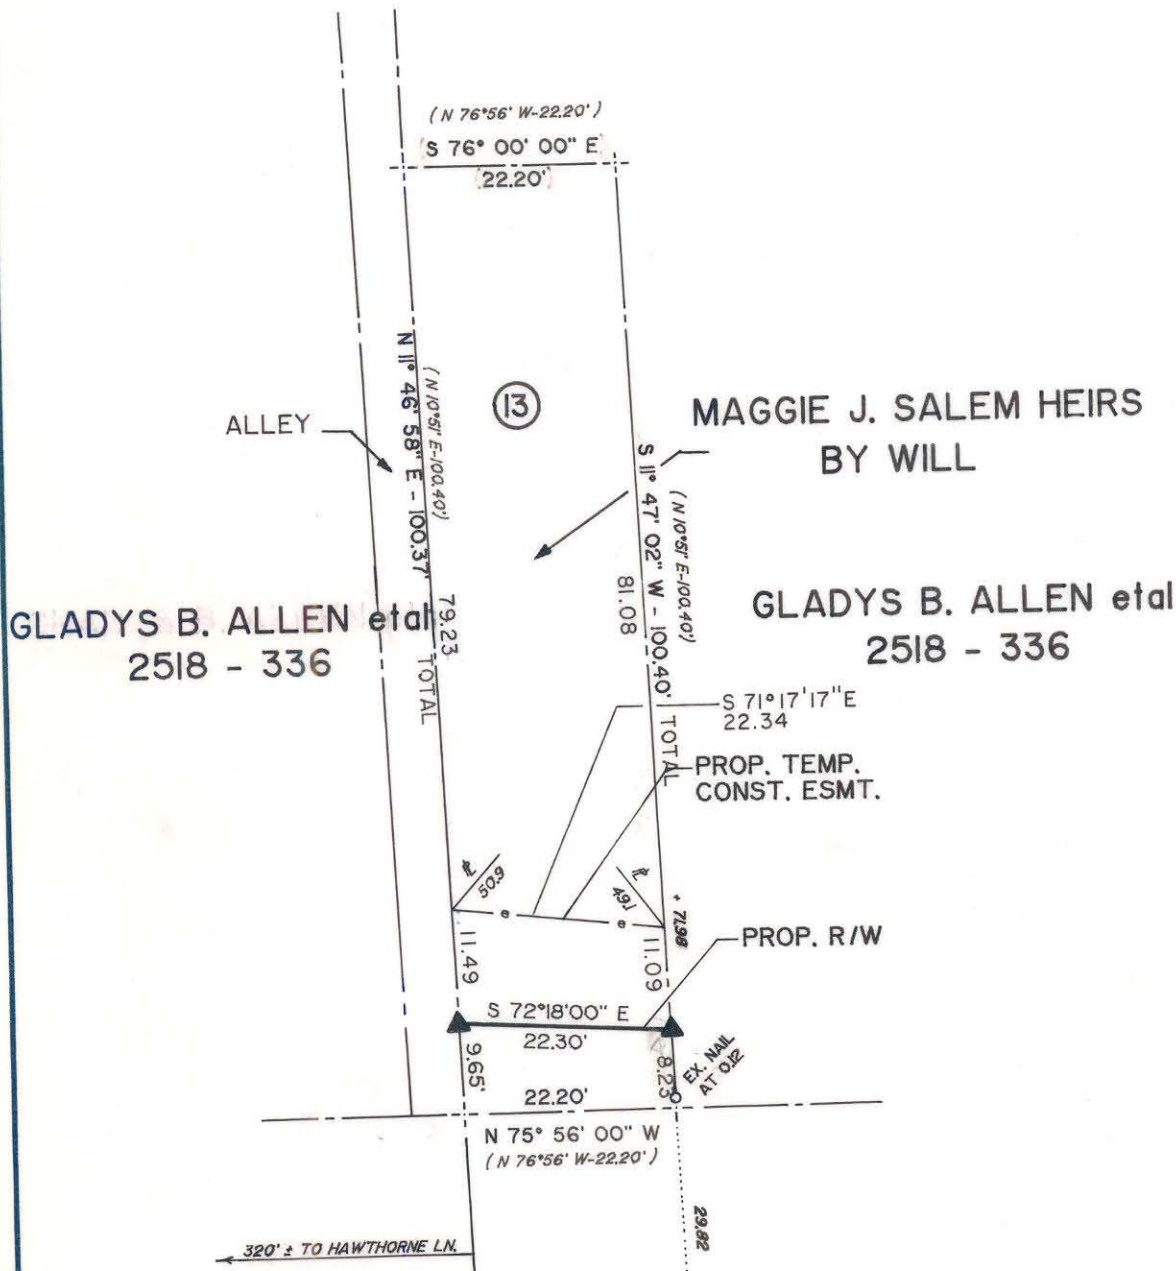 ( N 76°56' W-22.20' )
S 76° 00' 00" E
22.20'
N 11° 46' 58" E - 100.37'
( N 10°51' E-100.40')
79.23
TOTAL
13
ALLEY
MAGGIE J. SALEM HEIRS
BY WILL
S 11° 47' 02" W - 100.40' TOTAL
( N 10°51' E-100.40')
81.08
GLADYS B. ALLEN etal
2518 - 336
GLADYS B. ALLEN etal
2518 - 336
S 71°17'17"E
22.34
PROP. TEMP.
CONST. ESMT.
50.9
49.1
e
e
+ 71.98
11.49
11.09
PROP. R/W
S 72°18'00" E
22.30'
9.65'
8.23
EX. NAIL
AT 0.12
22.20'
N 75° 56' 00" W
( N 76°56' W-22.20' )
29.82
320' ± TO HAWTHORNE LN.